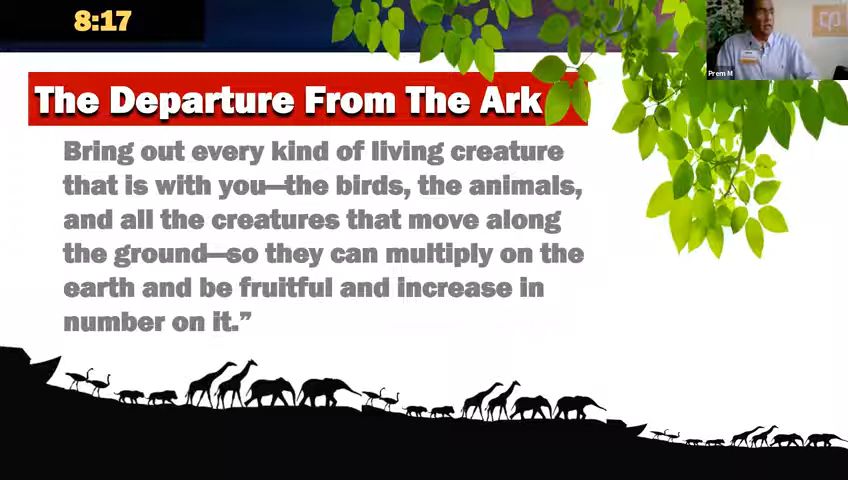 8:17
Prem M
The Departure From The Ark
Bring out every kind of living creature
that is with you—the birds, the animals,
and all the creatures that move along
the ground—so they can multiply on the
earth and be fruitful and increase in
number on it.”